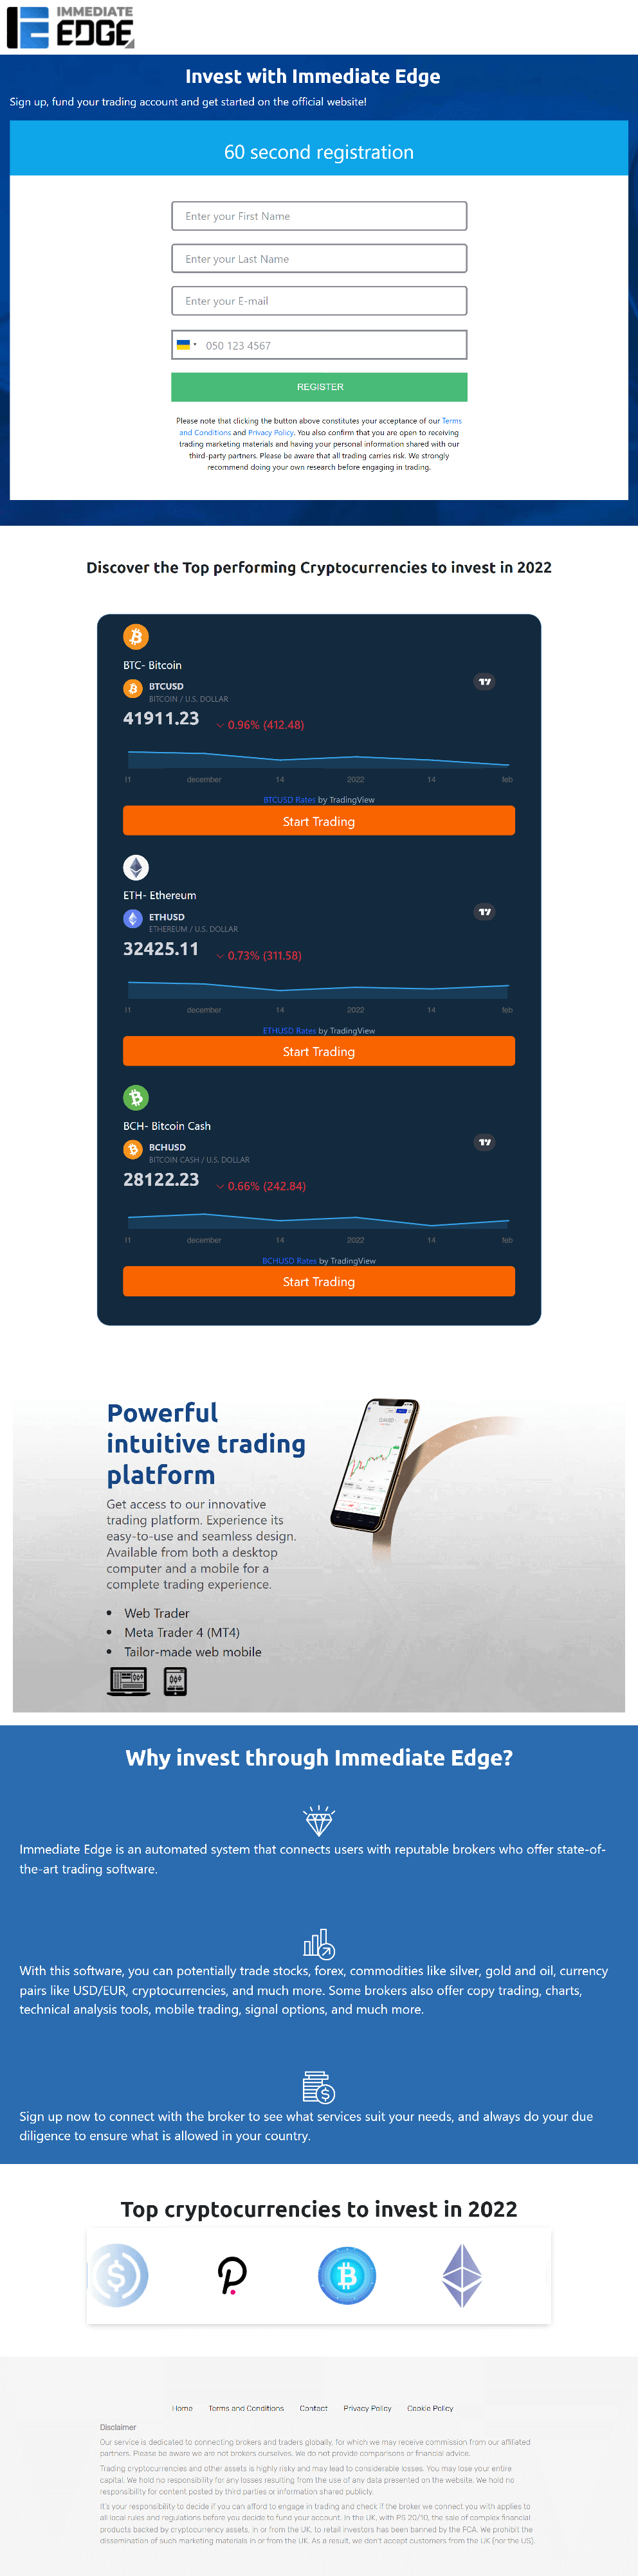 IMMEDIATE
EDGE
Invest with Immediate Edge
Sign up, fund your trading account and get started on the official website!
60 second registration
Enter your First Name
Enter your Last Name
Enter your E-mail
050 123 4567
REGISTER
Please note that clicking the button above constitutes your acceptance of our Terms
and Conditions and Privacy Policy. You also confirm that you are open to receiving
trading marketing materials and having your personal information shared with our
third-party partners. Please be aware that all trading carries risk. We strongly
recommend doing your own research before engaging in trading.
Discover the Top performing Cryptocurrencies to invest in 2022
BTC- Bitcoin
BTCUSD
BITCOIN / U.S. DOLLAR
41911.23 0.96% (412.48)
11 december 14 2022 14 feb
BTCUSD Rates by TradingView
Start Trading
ETH- Ethereum
ETHUSD
ETHEREUM / U.S. DOLLAR
32425.11 0.73% (311.58)
11 december 14 2022 14 feb
ETHUSD Rates by TradingView
Start Trading
BCH- Bitcoin Cash
BCHUSD
BITCOIN CASH / U.S. DOLLAR
28122.23 0.66% (242.84)
11 december 14 2022 14 feb
BCHUSD Rates by TradingView
Start Trading
Powerful
intuitive trading
platform
Get access to our innovative
trading platform. Experience its
easy-to-use and seamless design.
Available from both a desktop
computer and a mobile for a
complete trading experience.
• Web Trader
• Meta Trader 4 (MT4)
• Tailor-made web mobile
Why invest through Immediate Edge?
Immediate Edge is an automated system that connects users with reputable brokers who offer state-of-
the-art trading software.
With this software, you can potentially trade stocks, forex, commodities like silver, gold and oil, currency
pairs like USD/EUR, cryptocurrencies, and much more. Some brokers also offer copy trading, charts,
technical analysis tools, mobile trading, signal options, and much more.
Sign up now to connect with the broker to see what services suit your needs, and always do your due
diligence to ensure what is allowed in your country.
Top cryptocurrencies to invest in 2022
Home Terms and Conditions Contact Privacy Policy Cookie Policy
Disclaimer
Our service is dedicated to connecting brokers and traders globally, for which we may receive commission from our affiliated
partners. Please be aware we are not brokers ourselves. We do not provide comparisons or financial advice.
Trading cryptocurrencies and other assets is highly risky and may lead to considerable losses. You may lose your entire
capital. We hold no responsibility for any losses resulting from the use of any data presented on the website. We hold no
responsibility for content posted by third parties or information shared publicly.
It's your responsibility to decide if you can afford to engage in trading and check if the broker we connect you with applies to
all local rules and regulations before you decide to fund your account. In the UK, with PS 20/10, the sale of complex financial
products backed by cryptocurrency assets, in or from the UK, to retail investors has been banned by the FCA. We prohibit the
dissemination of such marketing materials in or from the UK. As a result, we don't accept customers from the UK (nor the US).